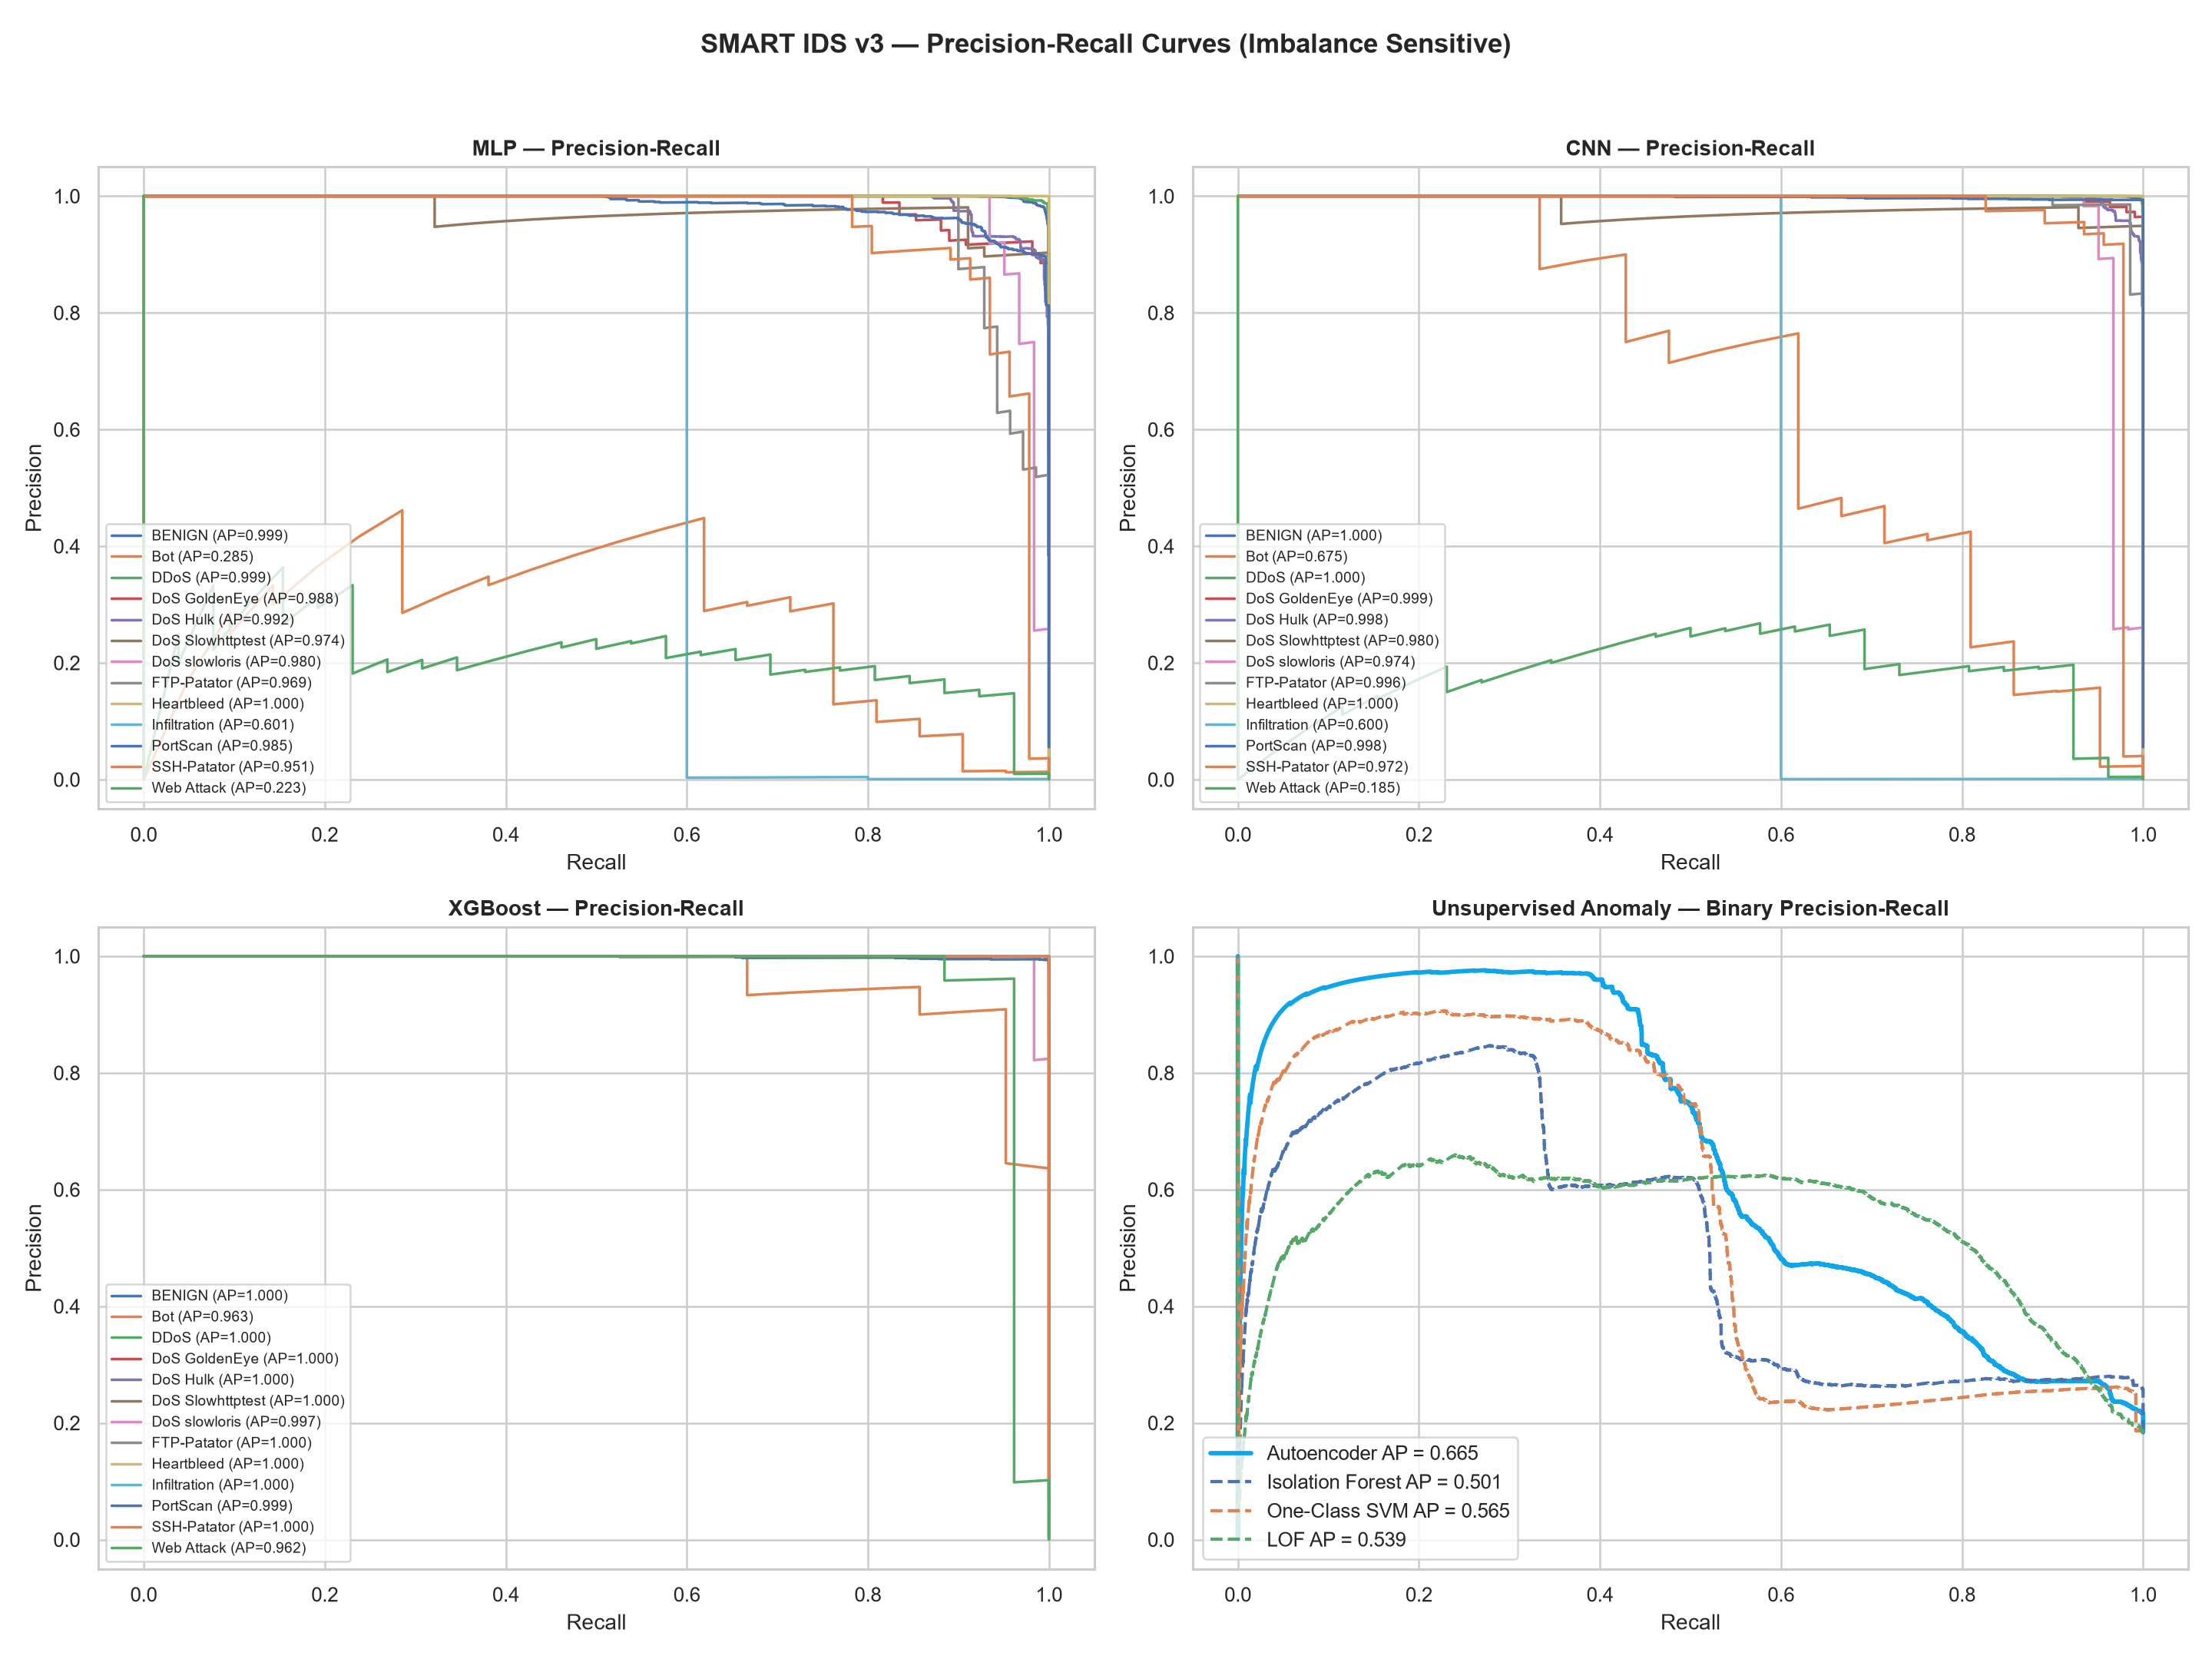 SMART IDS v3 — Precision-Recall Curves (Imbalance Sensitive)
MLP — Precision-Recall
1.0
0.8
0.6
0.4
0.2
0.0
Precision
BENIGN (AP=0.999)
Bot (AP=0.285)
DDoS (AP=0.999)
DoS GoldenEye (AP=0.988)
DoS Hulk (AP=0.992)
DoS Slowhttptest (AP=0.974)
DoS slowloris (AP=0.980)
FTP-Patator (AP=0.969)
Heartbleed (AP=1.000)
Infiltration (AP=0.601)
PortScan (AP=0.985)
SSH-Patator (AP=0.951)
Web Attack (AP=0.223)
0.0 0.2 0.4 0.6 0.8 1.0
Recall
CNN — Precision-Recall
1.0
0.8
0.6
0.4
0.2
0.0
Precision
BENIGN (AP=1.000)
Bot (AP=0.675)
DDoS (AP=1.000)
DoS GoldenEye (AP=0.999)
DoS Hulk (AP=0.998)
DoS Slowhttptest (AP=0.980)
DoS slowloris (AP=0.974)
FTP-Patator (AP=0.996)
Heartbleed (AP=1.000)
Infiltration (AP=0.600)
PortScan (AP=0.998)
SSH-Patator (AP=0.972)
Web Attack (AP=0.185)
0.0 0.2 0.4 0.6 0.8 1.0
Recall
XGBoost — Precision-Recall
1.0
0.8
0.6
0.4
0.2
0.0
Precision
BENIGN (AP=1.000)
Bot (AP=0.963)
DDoS (AP=1.000)
DoS GoldenEye (AP=1.000)
DoS Hulk (AP=1.000)
DoS Slowhttptest (AP=1.000)
DoS slowloris (AP=0.997)
FTP-Patator (AP=1.000)
Heartbleed (AP=1.000)
Infiltration (AP=1.000)
PortScan (AP=0.999)
SSH-Patator (AP=1.000)
Web Attack (AP=0.962)
0.0 0.2 0.4 0.6 0.8 1.0
Recall
Unsupervised Anomaly — Binary Precision-Recall
1.0
0.8
0.6
0.4
0.2
0.0
Precision
Autoencoder AP = 0.665
Isolation Forest AP = 0.501
One-Class SVM AP = 0.565
LOF AP = 0.539
0.0 0.2 0.4 0.6 0.8 1.0
Recall